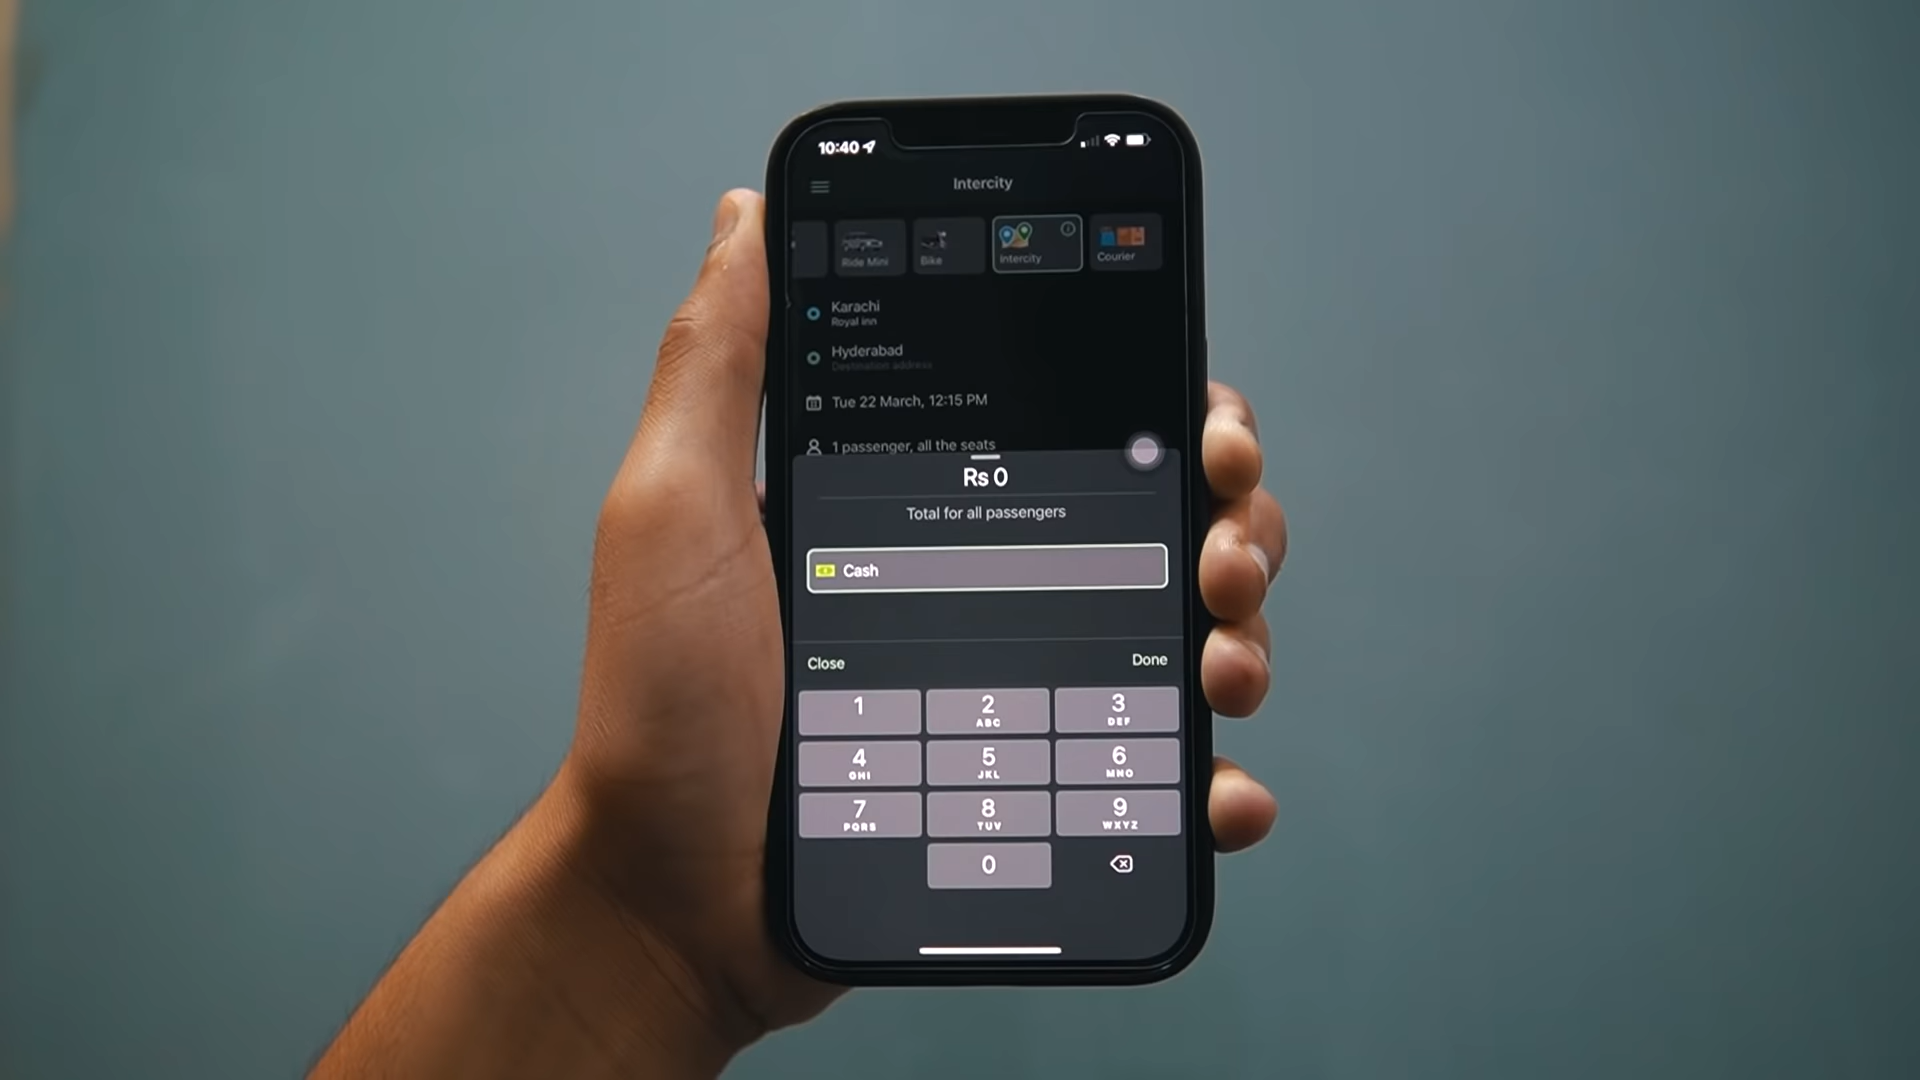 10:40
Intercity
Ride Mini
Bike
Intercity
Courier
Karachi
Royal inn
Hyderabad
Destination address
Tue 22 March, 12:15 PM
1 passenger, all the seats
Rs 0
Total for all passengers
Cash
Close
Done
1
2
ABC
3
DEF
4
GHI
5
JKL
6
MNO
7
PQRS
8
TUV
9
WXYZ
0